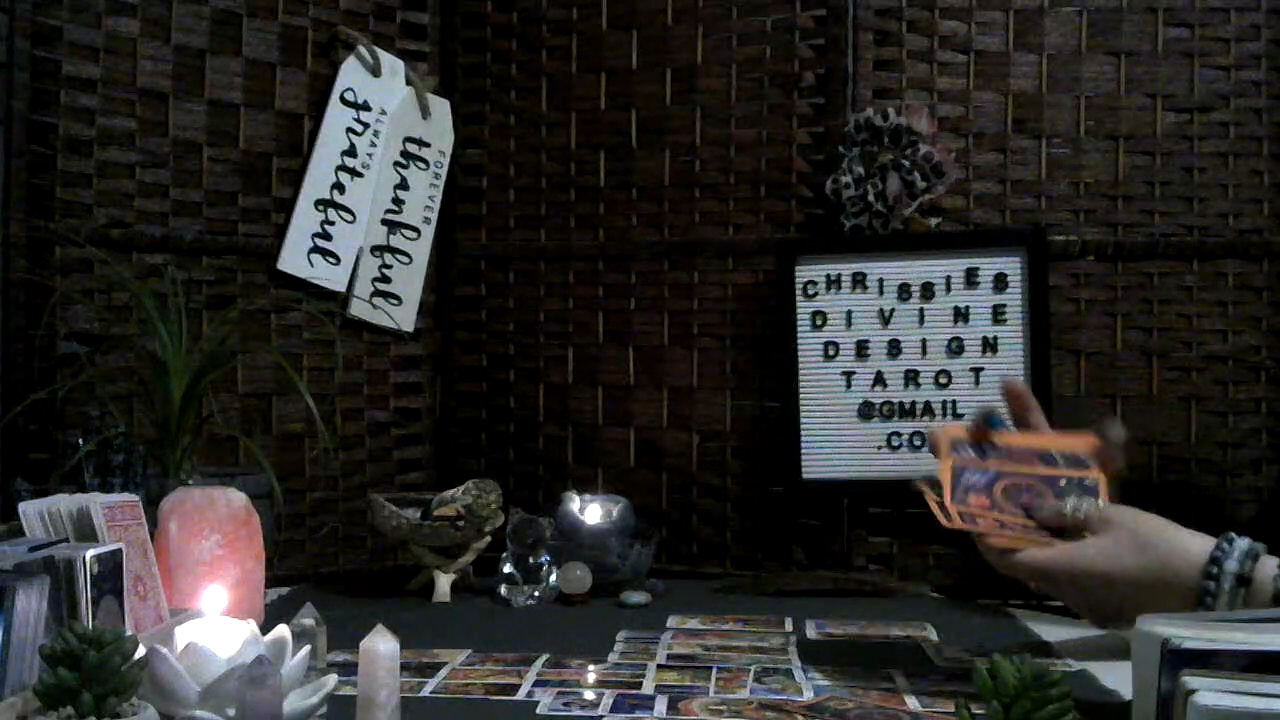 ALWAYS
grateful
FOREVER
thankful
CHRISSIES
DIVINE
DESIGN
TAROT
@GMAIL
.CO